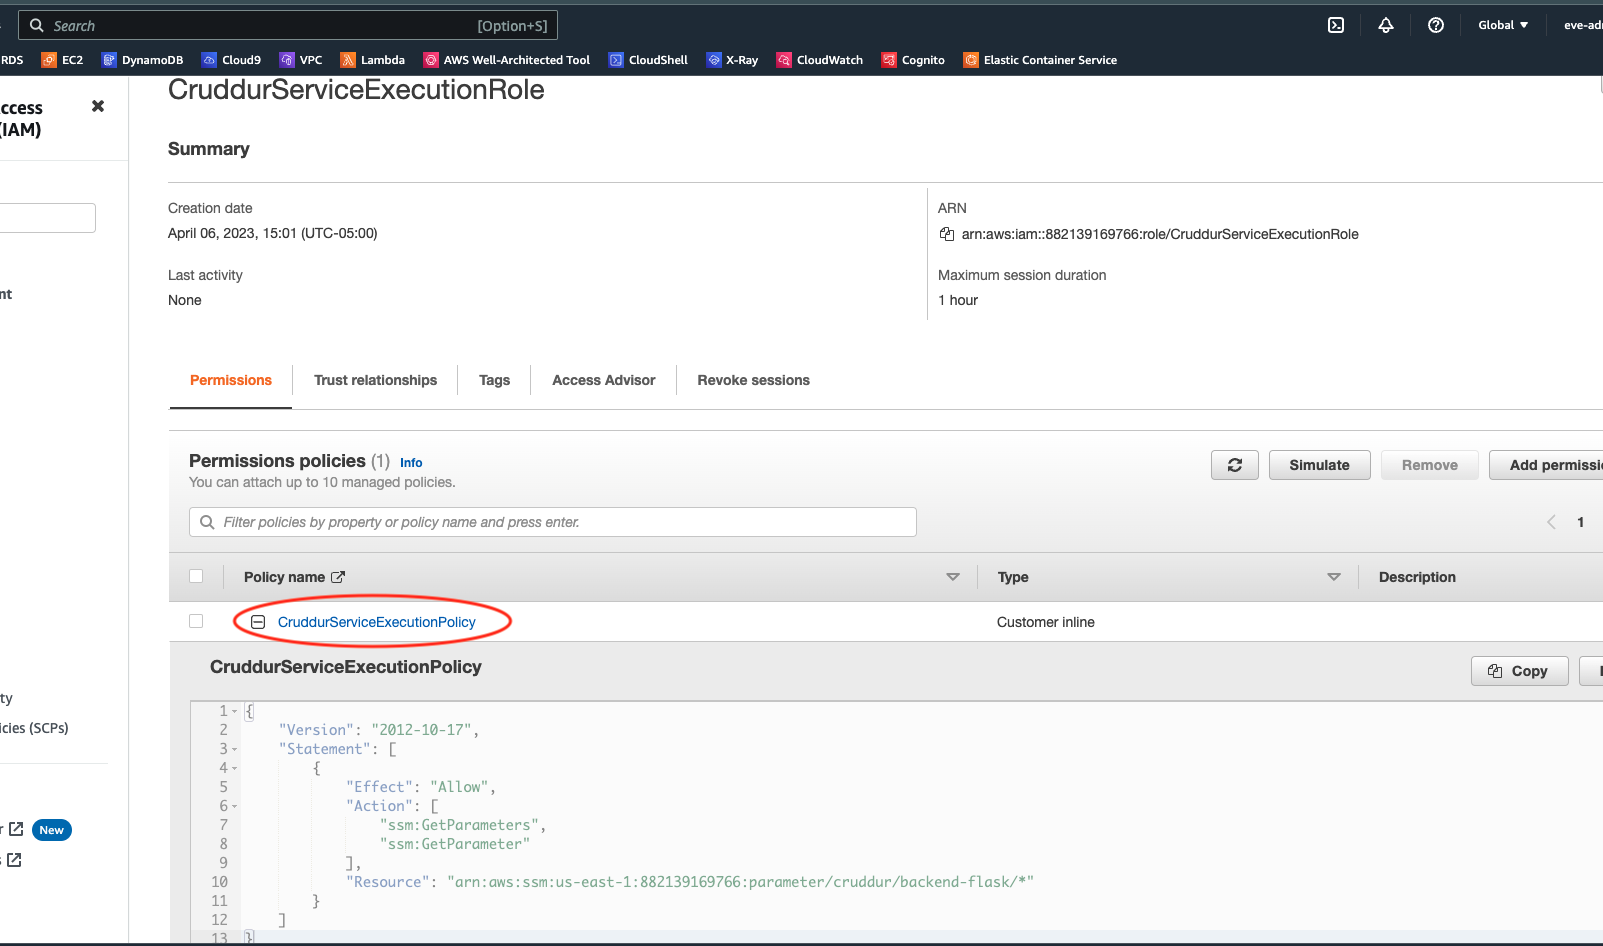 Search [Option+S] Global eve-adm
RDS EC2 DynamoDB Cloud9 VPC Lambda AWS Well-Architected Tool CloudShell X-Ray CloudWatch Cognito Elastic Container Service
ccess
(IAM)
nt
ty
icies (SCPs)
r New
s
CruddurServiceExecutionRole
Summary
Creation date
April 06, 2023, 15:01 (UTC-05:00)
ARN
arn:aws:iam::882139169766:role/CruddurServiceExecutionRole
Last activity
None
Maximum session duration
1 hour
Permissions Trust relationships Tags Access Advisor Revoke sessions
Permissions policies (1) Info
You can attach up to 10 managed policies.
Simulate Remove Add permissi
Filter policies by property or policy name and press enter.
1
Policy name Type Description
CruddurServiceExecutionPolicy Customer inline
CruddurServiceExecutionPolicy
Copy
1 {
2 "Version": "2012-10-17",
3 "Statement": [
4 {
5 "Effect": "Allow",
6 "Action": [
7 "ssm:GetParameters",
8 "ssm:GetParameter"
9 ],
10 "Resource": "arn:aws:ssm:us-east-1:882139169766:parameter/cruddur/backend-flask/*"
11 }
12 ]
13 }